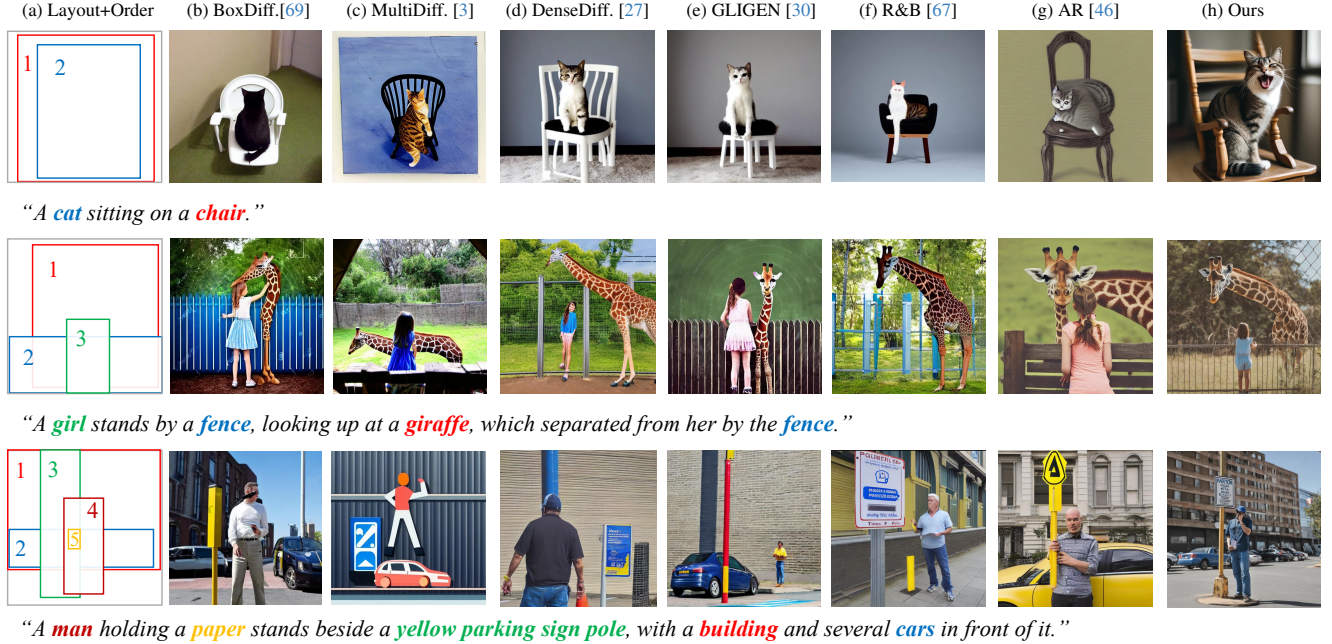 (a) Layout+Order (b) BoxDiff.[69] (c) MultiDiff. [3] (d) DenseDiff. [27] (e) GLIGEN [30] (f) R&B [67] (g) AR [46] (h) Ours
1 2
“A cat sitting on a chair.”
1
2 3
“A girl stands by a fence, looking up at a giraffe, which separated from her by the fence.”
1 3
4
2 5
“A man holding a paper stands beside a yellow parking sign pole, with a building and several cars in front of it.”